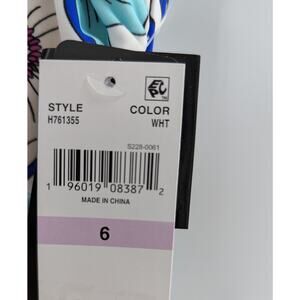 STYLE
H761355
COLOR
WHT
S228-0061
1 96019 08387 2
MADE IN CHINA
6